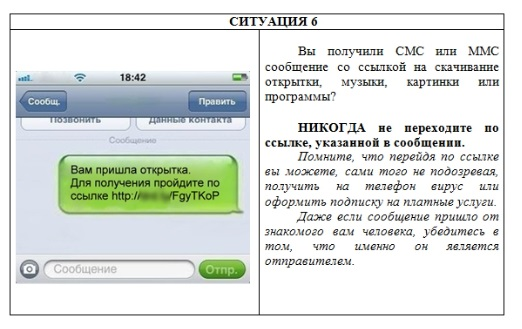 СИТУАЦИЯ 6
18:42
Сообщ.
Править
Позвонить
Данные контакта
Сообщение
Вам пришла открытка.
Для получения пройдите по
ссылке http:// /FgyTKoP
Сообщение
Отпр.
Вы получили СМС или ММС
сообщение со ссылкой на скачивание
открытки, музыки, картинки или
программы?
НИКОГДА не переходите по
ссылке, указанной в сообщении.
Помните, что перейдя по ссылке
вы можете, сами того не подозревая,
получить на телефон вирус или
оформить подписку на платные услуги.
Даже если сообщение пришло от
знакомого вам человека, убедитесь в
том, что именно он является
отправителем.